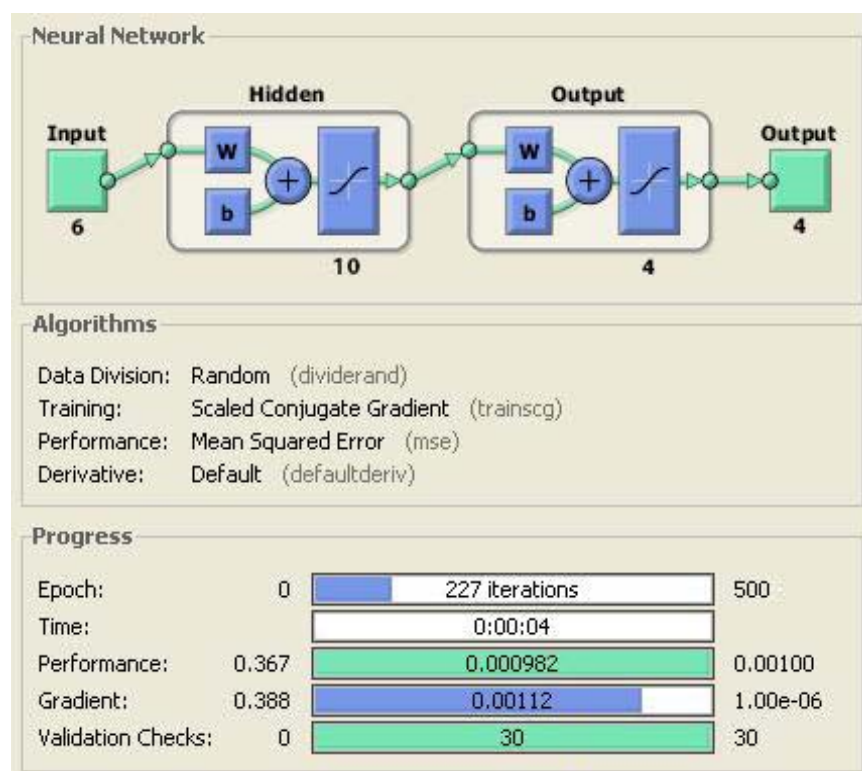 Neural Network
Hidden Output
Input Output
W W
b b
6 4
10 4
Algorithms
Data Division: Random (dividerand)
Training: Scaled Conjugate Gradient (trainscg)
Performance: Mean Squared Error (mse)
Derivative: Default (defaultderiv)
Progress
Epoch: 0 227 iterations 500
Time: 0:00:04
Performance: 0.367 0.000982 0.00100
Gradient: 0.388 0.00112 1.00e-06
Validation Checks: 0 30 30